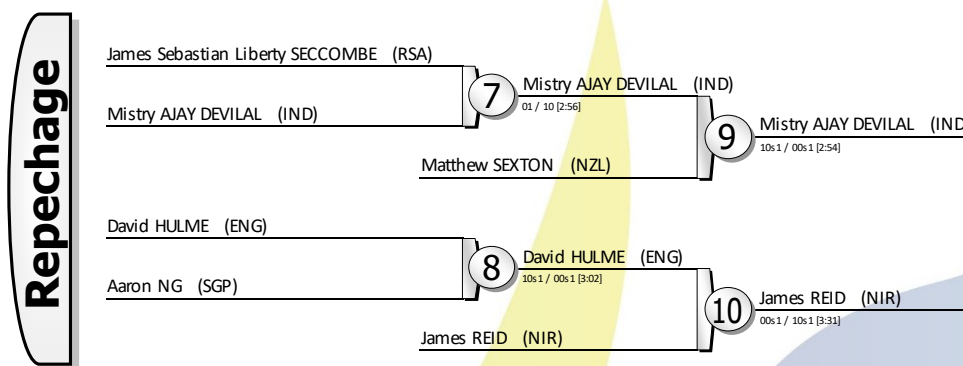 Repechage
James Sebastian Liberty SECCOMBE (RSA)
Mistry AJAY DEVILAL (IND)
7
Mistry AJAY DEVILAL (IND)
01 / 10 [2:56]
Matthew SEXTON (NZL)
9
Mistry AJAY DEVILAL (IND
10s1 / 00s1 [2:54]
David HULME (ENG)
Aaron NG (SGP)
8
David HULME (ENG)
10s1 / 00s1 [3:02]
James REID (NIR)
10
James REID (NIR)
00s1 / 10s1 [3:31]